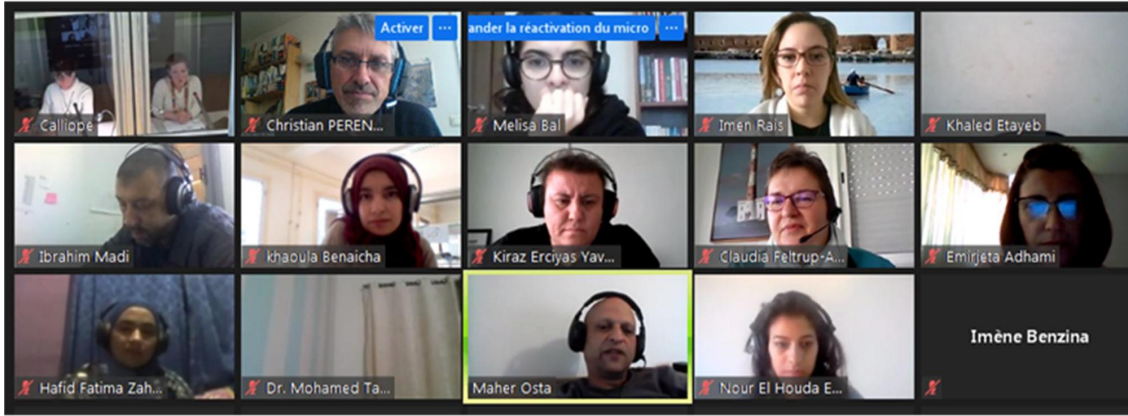 Activer ...
ander la réactivation du micro ...
Calliope
Christian PEREN...
Melisa Bal
Imen Rais
Khaled Etayeb
Ibrahim Madi
khaoula Benaicha
Kiraz Erciyas Yav...
Claudia Feltrup-A...
Emirjeta Adhami
Hafid Fatima Zah...
Dr. Mohamed Ta...
Maher Osta
Nour El Houda E...
Imène Benzina